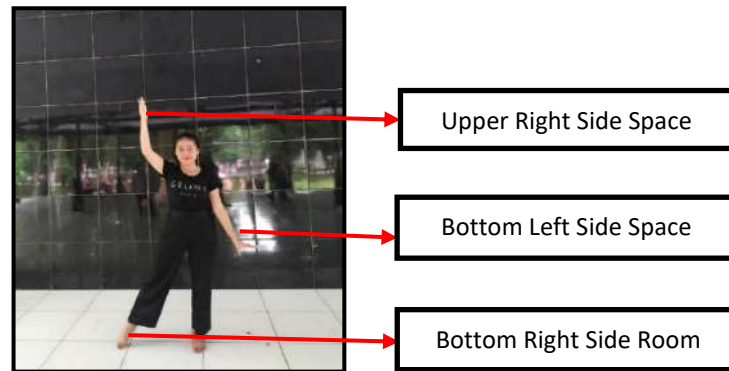 Upper Right Side Space
Bottom Left Side Space
Bottom Right Side Room